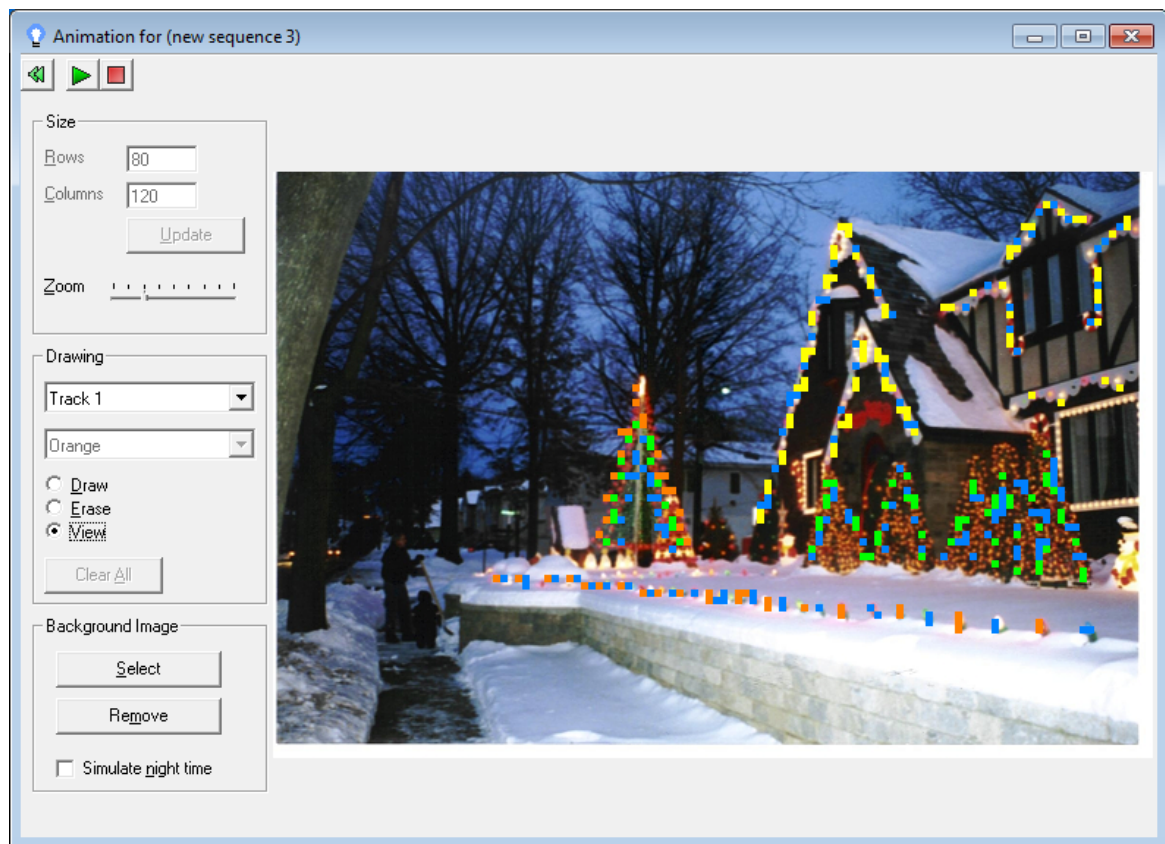 Animation for (new sequence 3)
Size
Rows 80
Columns 120
Update
Zoom
Drawing
Track 1
Orange
Draw
Erase
View
Clear All
Background Image
Select
Remove
Simulate night time